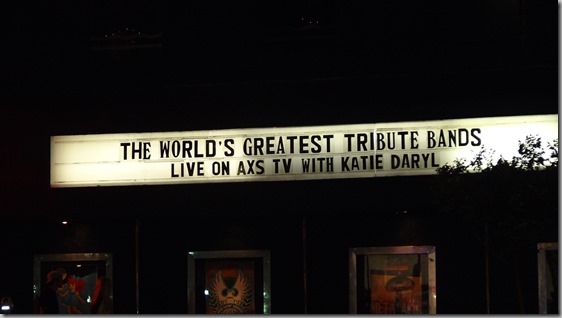 THE WORLD'S GREATEST TRIBUTE BANDS
LIVE ON AXS TV WITH KATIE DARYL